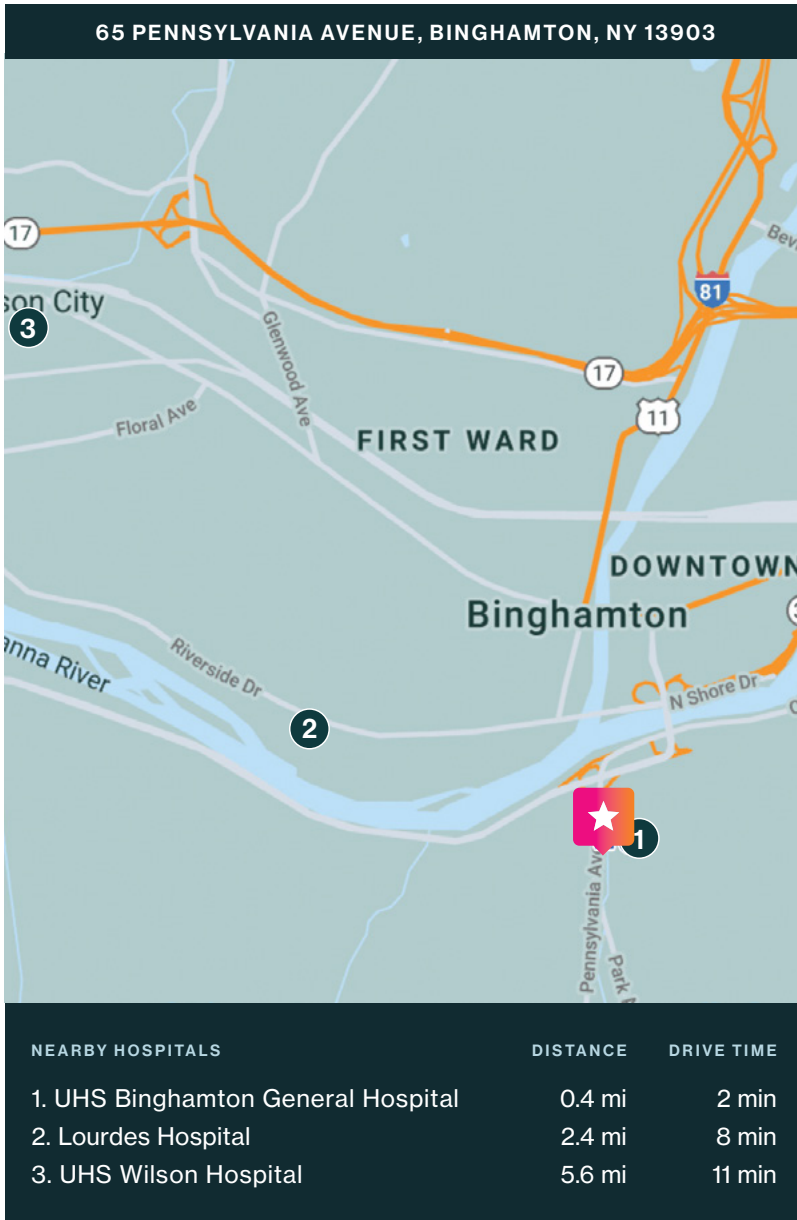 65 PENNSYLVANIA AVENUE, BINGHAMTON, NY 13903
17
81
Glenwood Ave
son City
3
17
11
Floral Ave
FIRST WARD
DOWNTOWN
Binghamton
anna River
Riverside Dr
N Shore Dr
2
1
Pennsylvania Ave
Park
NEARBY HOSPITALS DISTANCE DRIVE TIME
1. UHS Binghamton General Hospital 0.4 mi 2 min
2. Lourdes Hospital 2.4 mi 8 min
3. UHS Wilson Hospital 5.6 mi 11 min